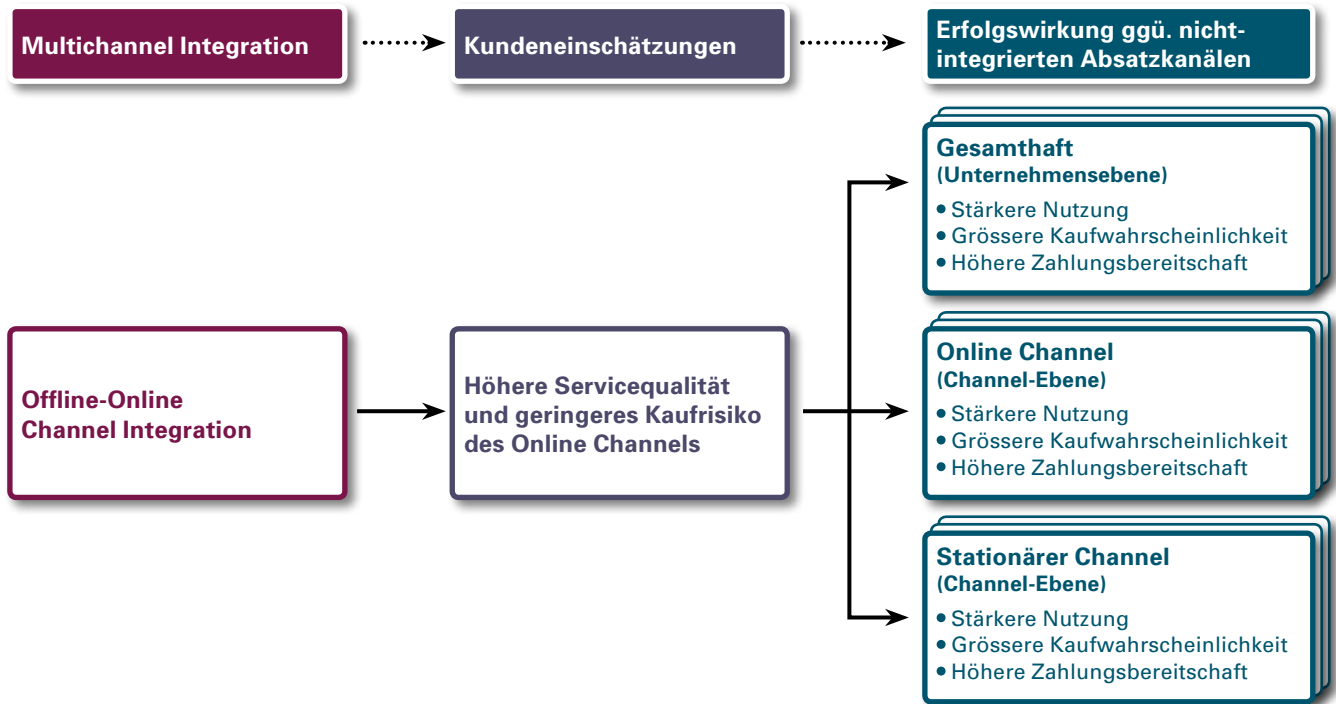 Multichannel Integration
Kundeneinschätzungen
Erfolgswirkung ggü. nicht-
integrierten Absatzkanälen
Offline-Online
Channel Integration
Höhere Servicequalität
und geringeres Kaufrisiko
des Online Channels
Gesamthaft
(Unternehmensebene)
• Stärkere Nutzung
• Grössere Kaufwahrscheinlichkeit
• Höhere Zahlungsbereitschaft
Online Channel
(Channel-Ebene)
• Stärkere Nutzung
• Grössere Kaufwahrscheinlichkeit
• Höhere Zahlungsbereitschaft
Stationärer Channel
(Channel-Ebene)
• Stärkere Nutzung
• Grössere Kaufwahrscheinlichkeit
• Höhere Zahlungsbereitschaft